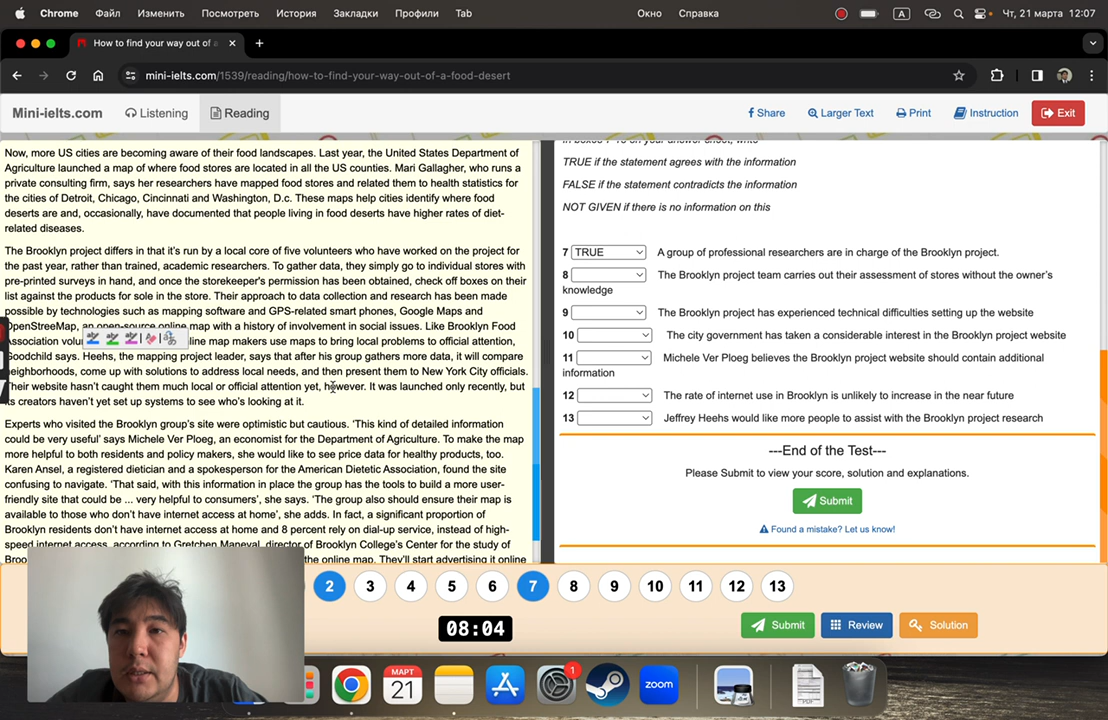 Chrome Файл Изменить Посмотреть История Закладки Профили Tab Окно Справка A Чт, 21 марта 12:07
How to find your way out of a
mini-ielts.com/1539/reading/how-to-find-your-way-out-of-a-food-desert
Mini-ielts.com Listening Reading Share Larger Text Print Instruction Exit
Now, more US cities are becoming aware of their food landscapes. Last year, the United States Department of
Agriculture launched a map of where food stores are located in all the US counties. Mari Gallagher, who runs a
private consulting firm, says her researchers have mapped food stores and related them to health statistics for
the cities of Detroit, Chicago, Cincinnati and Washington, D.c. These maps help cities identify where food
deserts are and, occasionally, have documented that people living in food deserts have higher rates of diet-
related diseases.
The Brooklyn project differs in that it's run by a local core of five volunteers who have worked on the project for
the past year, rather than trained, academic researchers. To gather data, they simply go to individual stores with
pre-printed surveys in hand, and once the storekeeper's permission has been obtained, check off boxes on their
list against the products for sole in the store. Their approach to data collection and research has been made
possible by technologies such as mapping software and GPS-related smart phones, Google Maps and
OpenStreeMap, an open-source online map with a history of involvement in social issues. Like Brooklyn Food
Association volun line map makers use maps to bring local problems to official attention,
Goodchild says. Heehs, the mapping project leader, says that after his group gathers more data, it will compare
neighborhoods, come up with solutions to address local needs, and then present them to New York City officials.
Their website hasn't caught them much local or official attention yet, however. It was launched only recently, but
its creators haven't yet set up systems to see who's looking at it.
Experts who visited the Brooklyn group's site were optimistic but cautious. 'This kind of detailed information
could be very useful' says Michele Ver Ploeg, an economist for the Department of Agriculture. To make the map
more helpful to both residents and policy makers, she would like to see price data for healthy products, too.
Karen Ansel, a registered dietician and a spokesperson for the American Dietetic Association, found the site
confusing to navigate. 'That said, with this information in place the group has the tools to build a more user-
friendly site that could be ... very helpful to consumers', she says. 'The group also should ensure their map is
available to those who don't have internet access at home', she adds. In fact, a significant proportion of
Brooklyn residents don't have internet access at home and 8 percent rely on dial-up service, instead of high-
speed internet access, according to Gretchen Maneval, director of Brooklyn College's Center for the study of
Broo the online map. They'll start advertising it online
TRUE if the statement agrees with the information
FALSE if the statement contradicts the information
NOT GIVEN if there is no information on this
7 TRUE A group of professional researchers are in charge of the Brooklyn project.
8 The Brooklyn project team carries out their assessment of stores without the owner's
knowledge
9 The Brooklyn project has experienced technical difficulties setting up the website
10 The city government has taken a considerable interest in the Brooklyn project website
11 Michele Ver Ploeg believes the Brooklyn project website should contain additional
information
12 The rate of internet use in Brooklyn is unlikely to increase in the near future
13 Jeffrey Heehs would like more people to assist with the Brooklyn project research
---End of the Test---
Please Submit to view your score, solution and explanations.
Submit
Found a mistake? Let us know!
2 3 4 5 6 7 8 9 10 11 12 13
08:04
Submit Review Solution
МАРТ
21
1
zoom